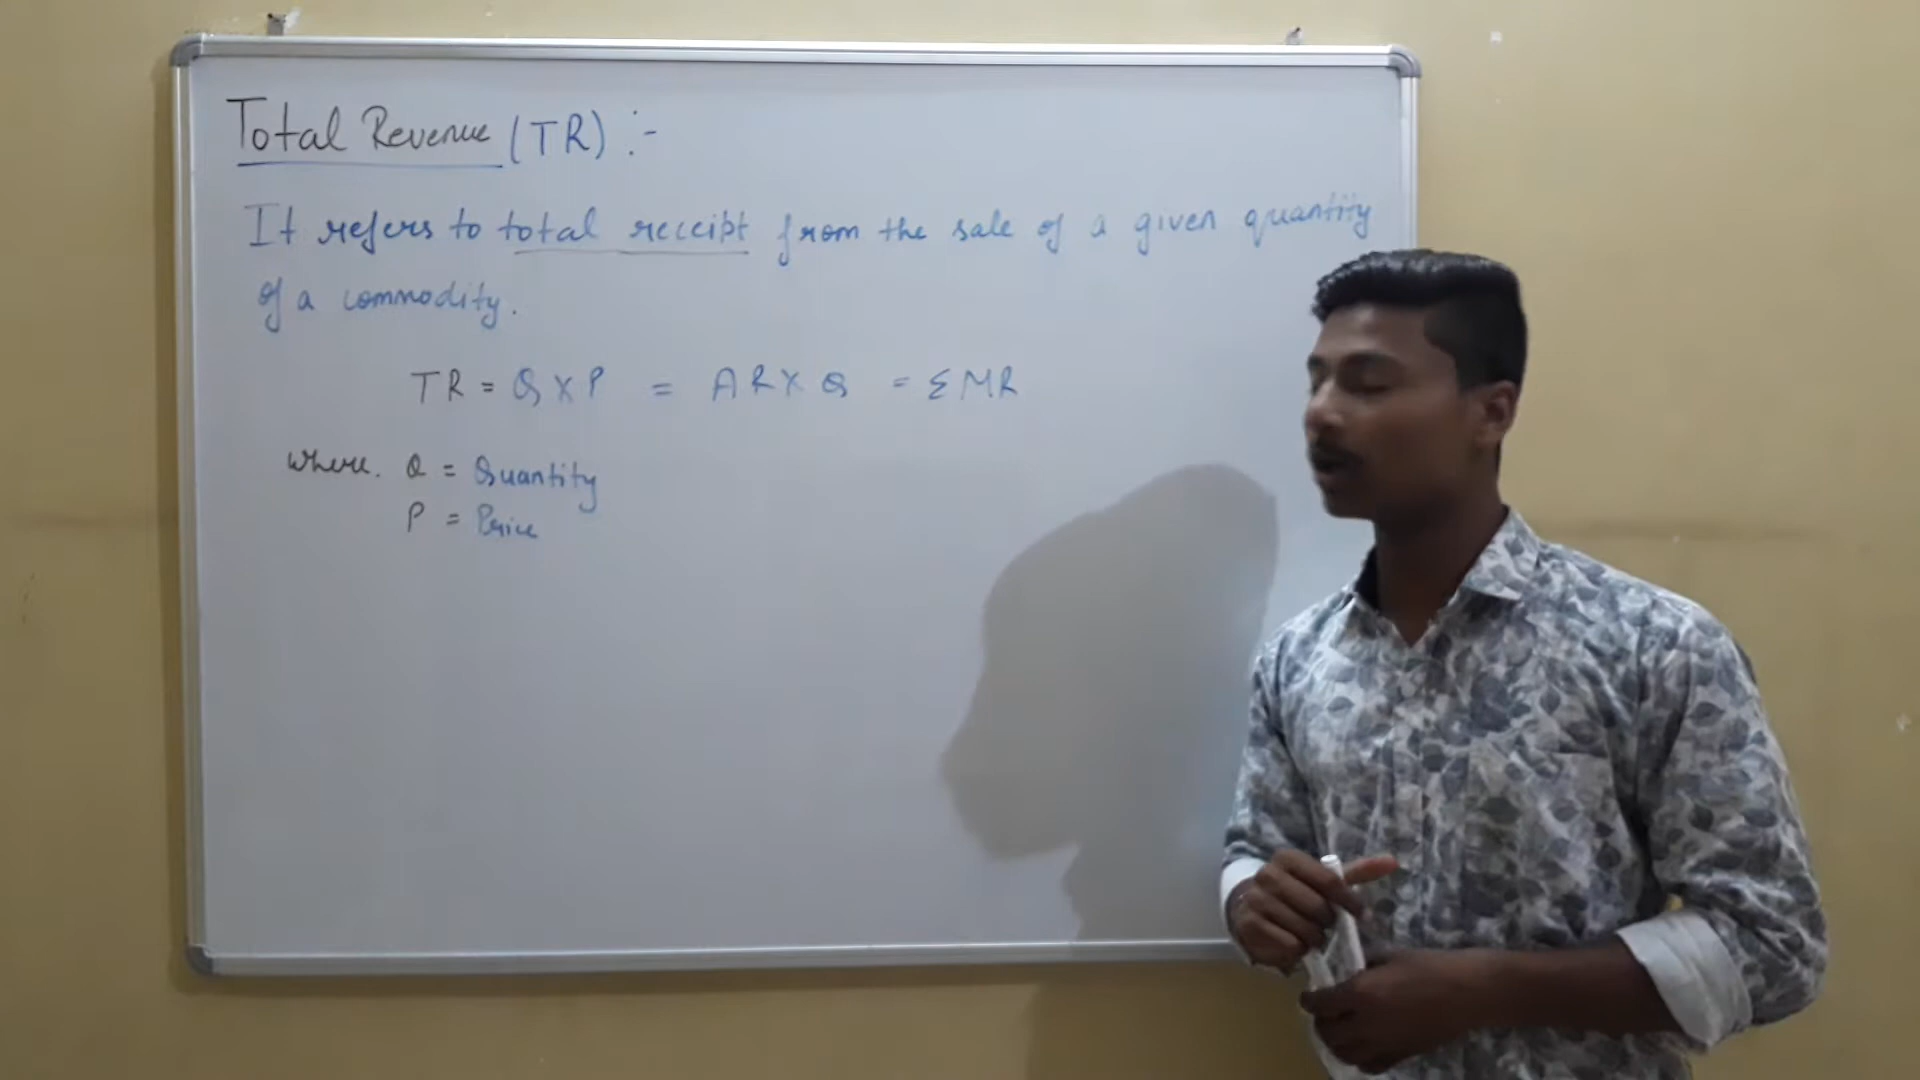 Total Revenue (TR) :-
It refers to total receipt from the sale of a given quantity
of a commodity.
TR = Q X P = AR X Q = ΣMR
where. Q = Quantity
P = Price